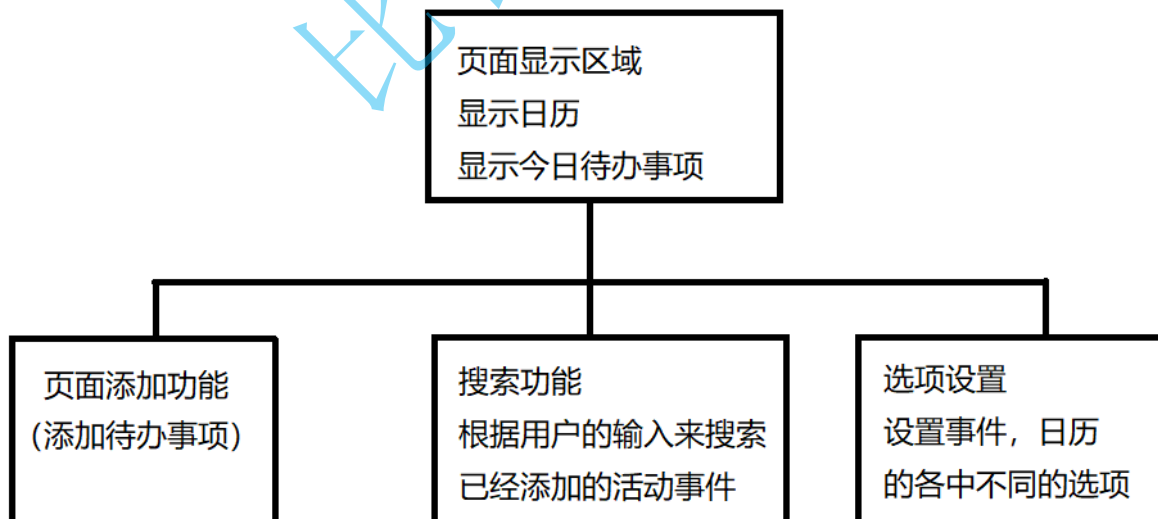 页面显示区域
显示日历
显示今日待办事项
页面添加功能
（添加待办事项）
搜索功能
根据用户的输入来搜索
已经添加的活动事件
选项设置
设置事件，日历
的各中不同的选项